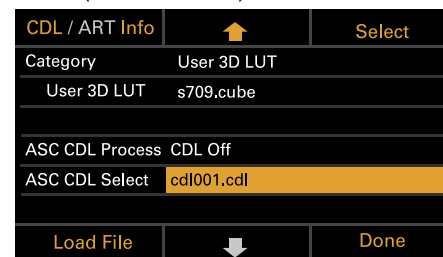 CDL / ART Info Select
Category User 3D LUT
User 3D LUT s709.cube
ASC CDL Process CDL Off
ASC CDL Select cdl001.cdl
Load File Done